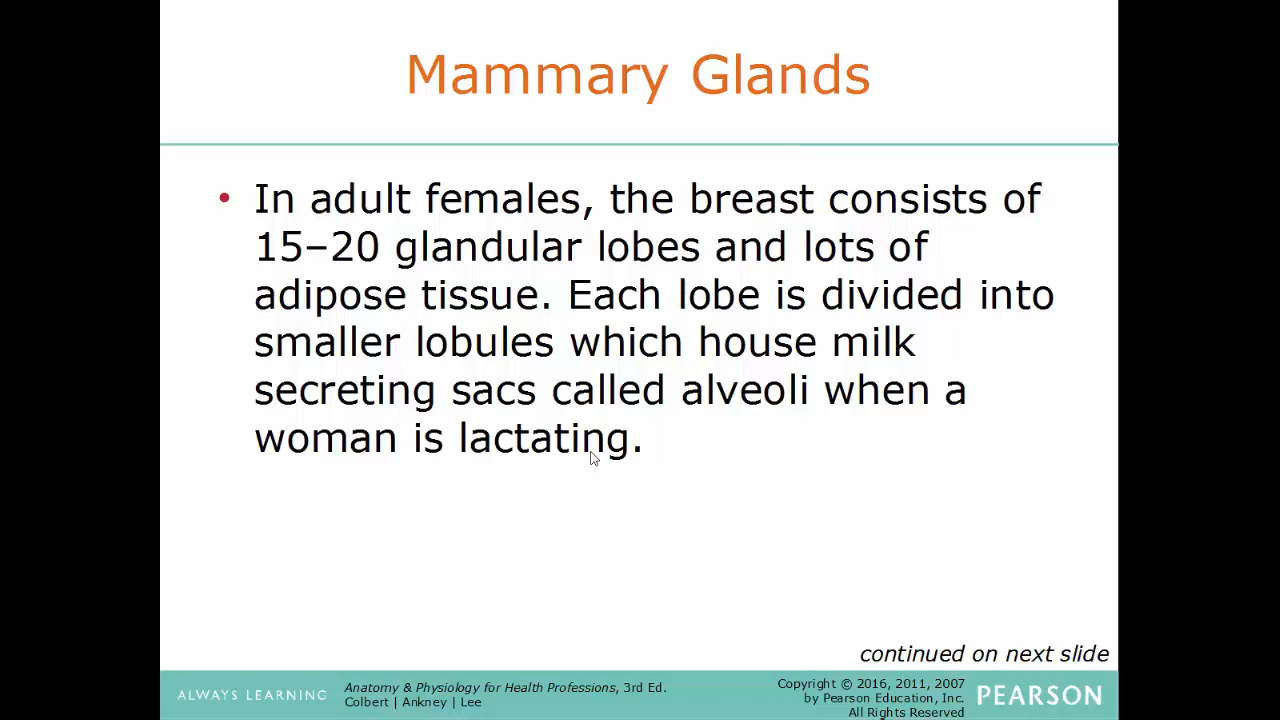 Mammary Glands
• In adult females, the breast consists of
15–20 glandular lobes and lots of
adipose tissue. Each lobe is divided into
smaller lobules which house milk
secreting sacs called alveoli when a
woman is lactating.
continued on next slide
ALWAYS LEARNING
Anatomy & Physiology for Health Professions, 3rd Ed.
Colbert | Ankney | Lee
Copyright © 2016, 2011, 2007
by Pearson Education, Inc.
All Rights Reserved
PEARSON